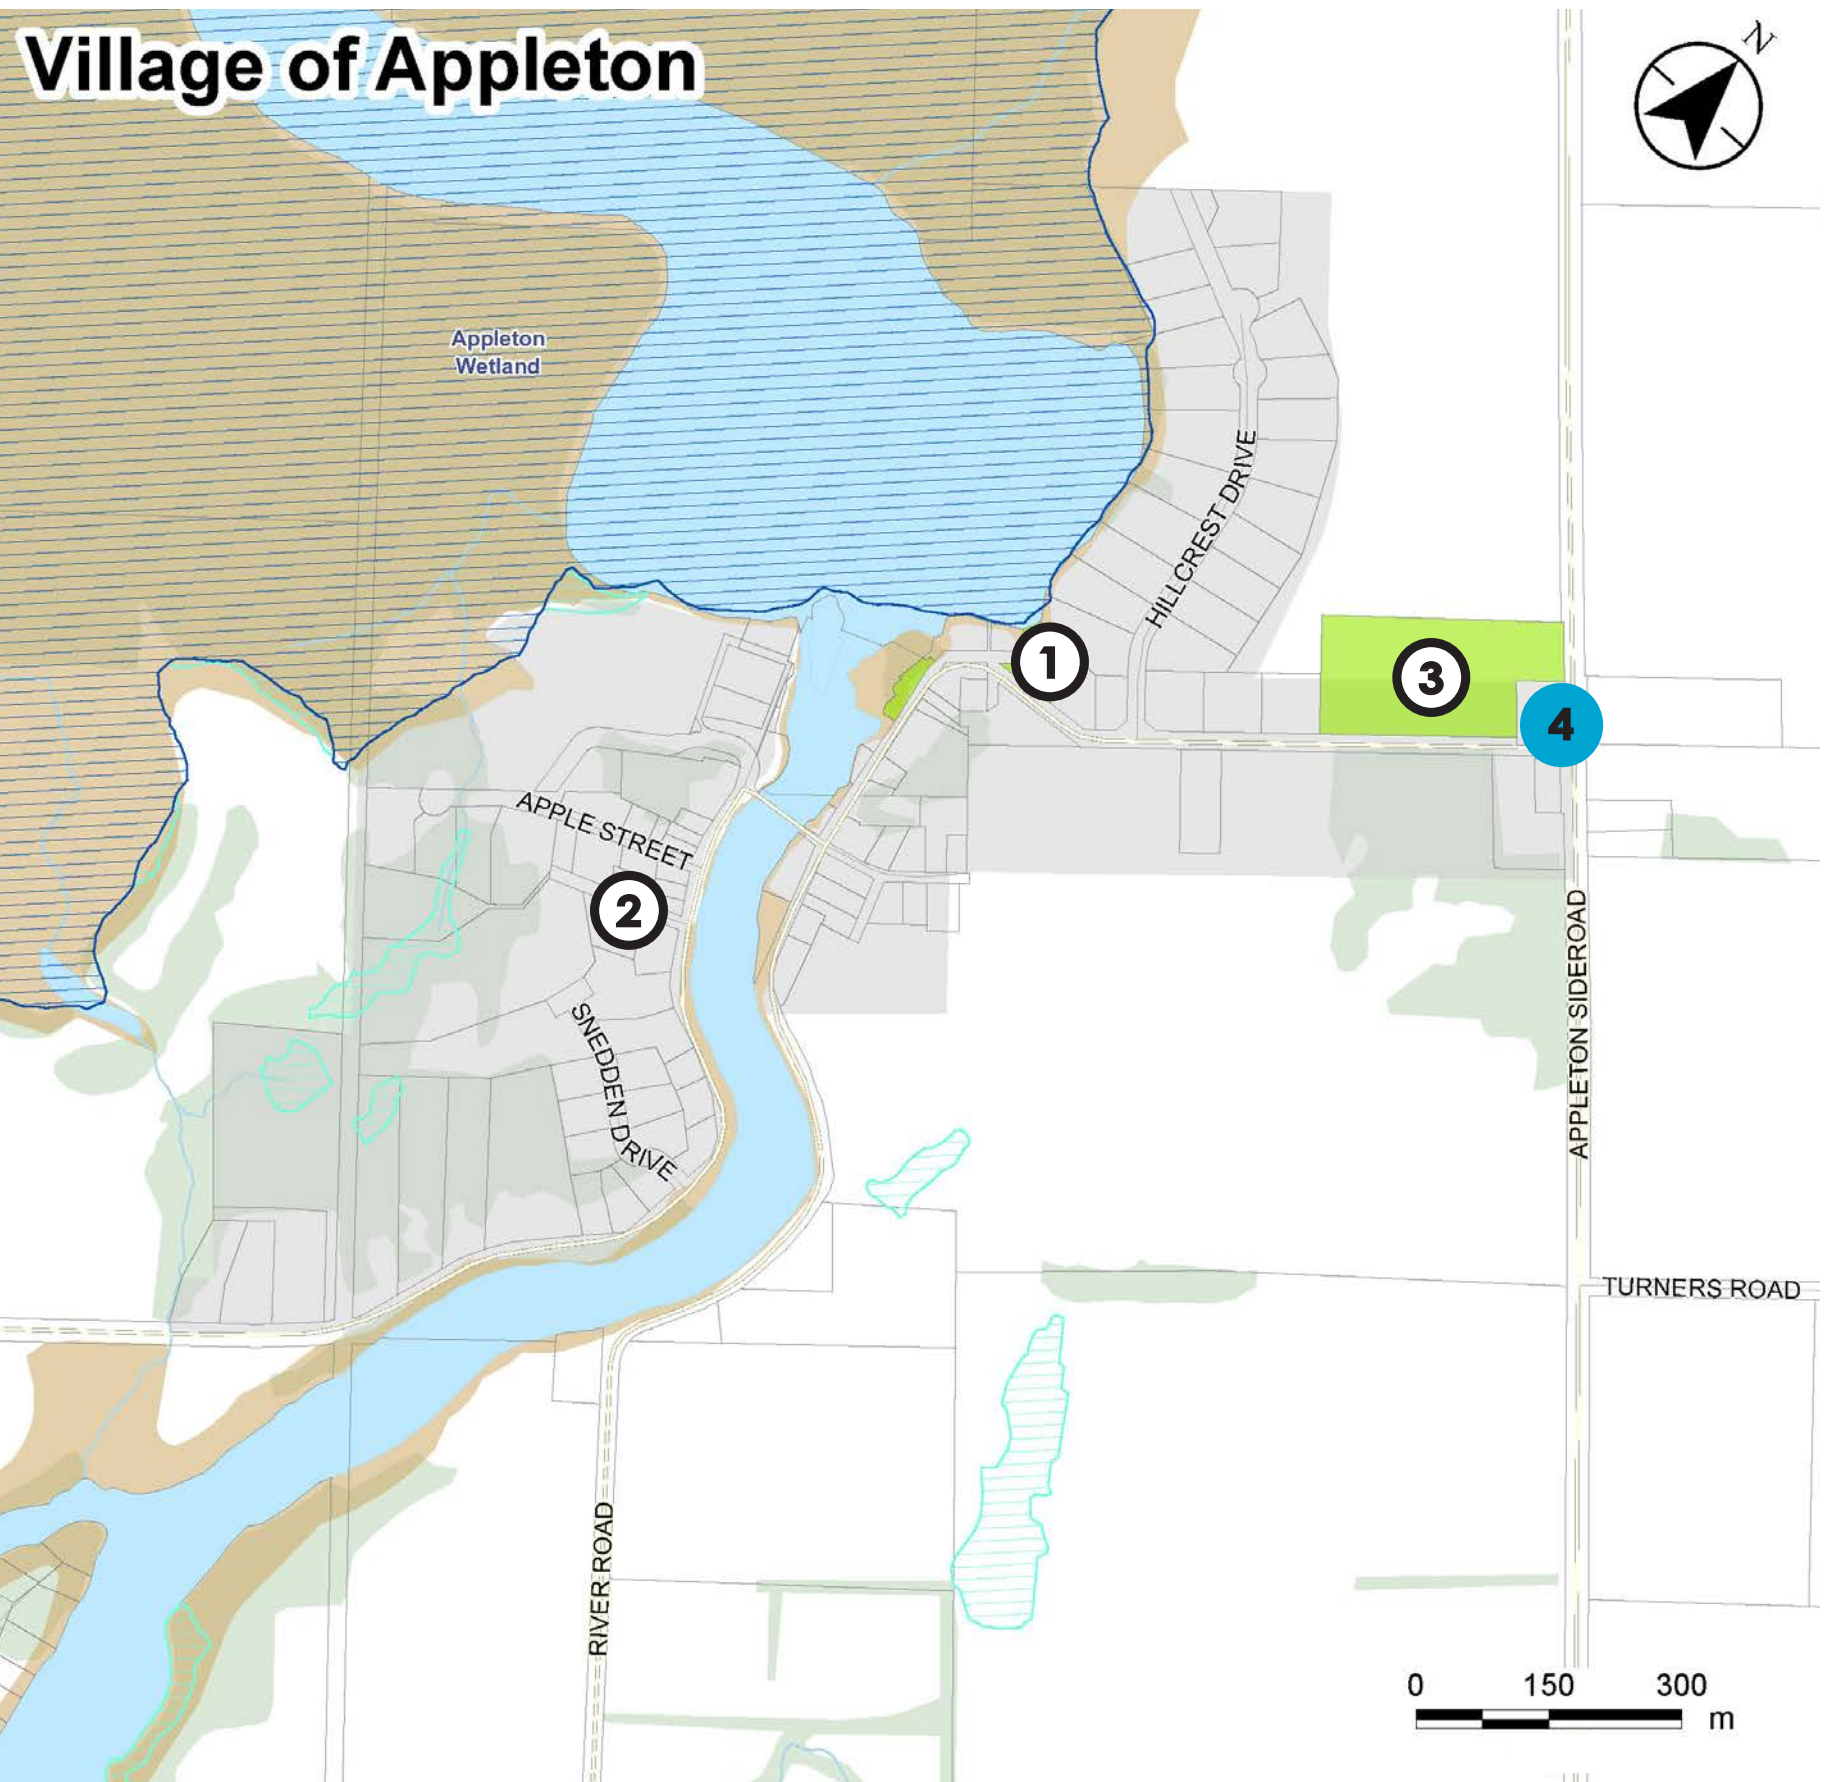 Village of Appleton
N
Appleton
Wetland
HILLCREST DRIVE
1
3
4
APPLE STREET
2
APPLETON SIDEROAD
SNEDDEN DRIVE
TURNERS ROAD
RIVER ROAD
0 150 300
m